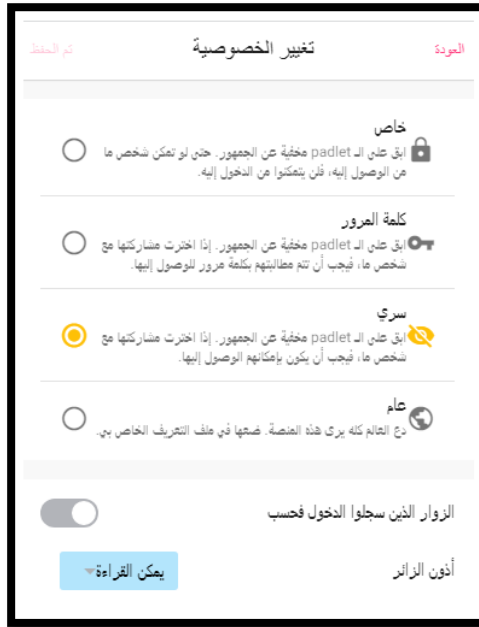 العودة
تغيير الخصوصية
تم الحفظ
خاص
ابق على الـ padlet مخفية عن الجمهور. حتى لو تمكن شخص ما
من الوصول إليه، فلن يتمكنوا من الدخول إليه.
كلمة المرور
ابق على الـ padlet مخفية عن الجمهور. إذا اخترت مشاركتها مع
شخص ما، فيجب أن تتم مطالبتهم بكلمة مرور للوصول إليها.
سري
ابق على الـ padlet مخفية عن الجمهور. إذا اخترت مشاركتها مع
شخص ما، فيجب أن يكون بإمكانهم الوصول إليها.
عام
دع العالم كله يرى هذه المنصة. ضعها في ملف التعريف الخاص بي.
الزوار الذين سجلوا الدخول فحسب
أذون الزائر
يمكن القراءة